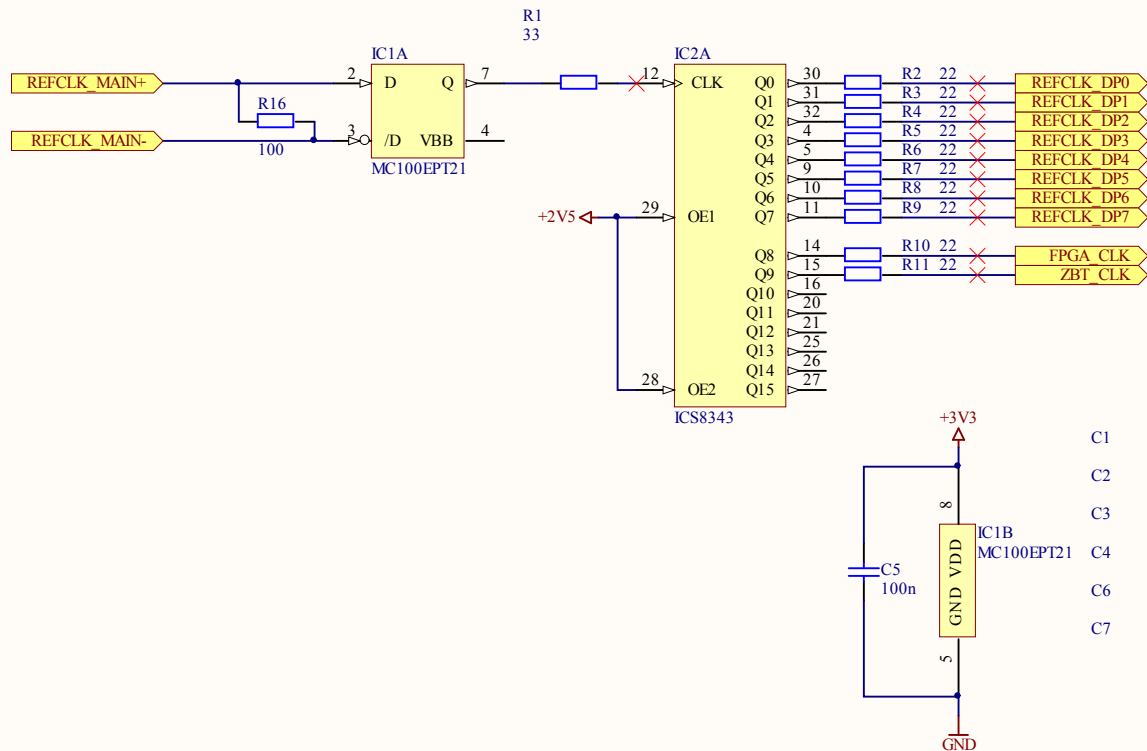 R1
33
IC1A
IC2A
REFCLK_MAIN+
2 D Q 7
12 CLK Q0 30 R2 22 REFCLK_DP0
Q1 31 R3 22 REFCLK_DP1
R16
Q2 32 R4 22 REFCLK_DP2
REFCLK_MAIN-
100
3 /D VBB 4
Q3 4 R5 22 REFCLK_DP3
Q4 5 R6 22 REFCLK_DP4
MC100EPT21
Q5 9 R7 22 REFCLK_DP5
Q6 10 R8 22 REFCLK_DP6
+2V5 29 OE1 Q7 11 R9 22 REFCLK_DP7
Q8 14 R10 22 FPGA_CLK
Q9 15 R11 22 ZBT_CLK
Q10 16
Q11 20
Q12 21
Q13 25
Q14 26
28 OE2 Q15 27
ICS8343
+3V3
C1
C2
8
C3
IC1B
MC100EPT21
C4
GND VDD
C5
100n
C6
C7
5
GND